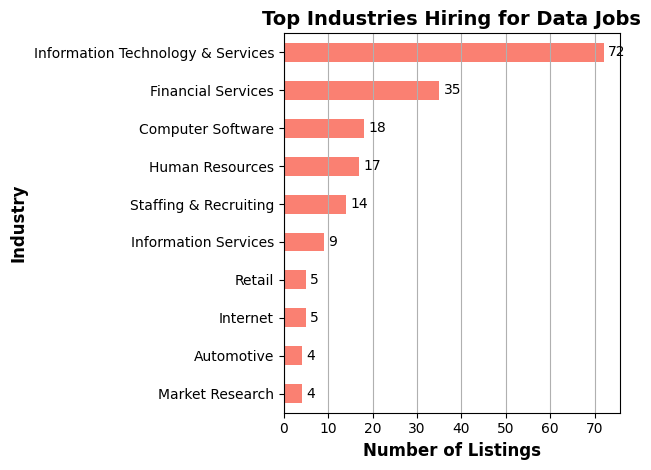 Top Industries Hiring for Data Jobs
Industry
Information Technology & Services 72
Financial Services 35
Computer Software 18
Human Resources 17
Staffing & Recruiting 14
Information Services 9
Retail 5
Internet 5
Automotive 4
Market Research 4
0 10 20 30 40 50 60 70
Number of Listings